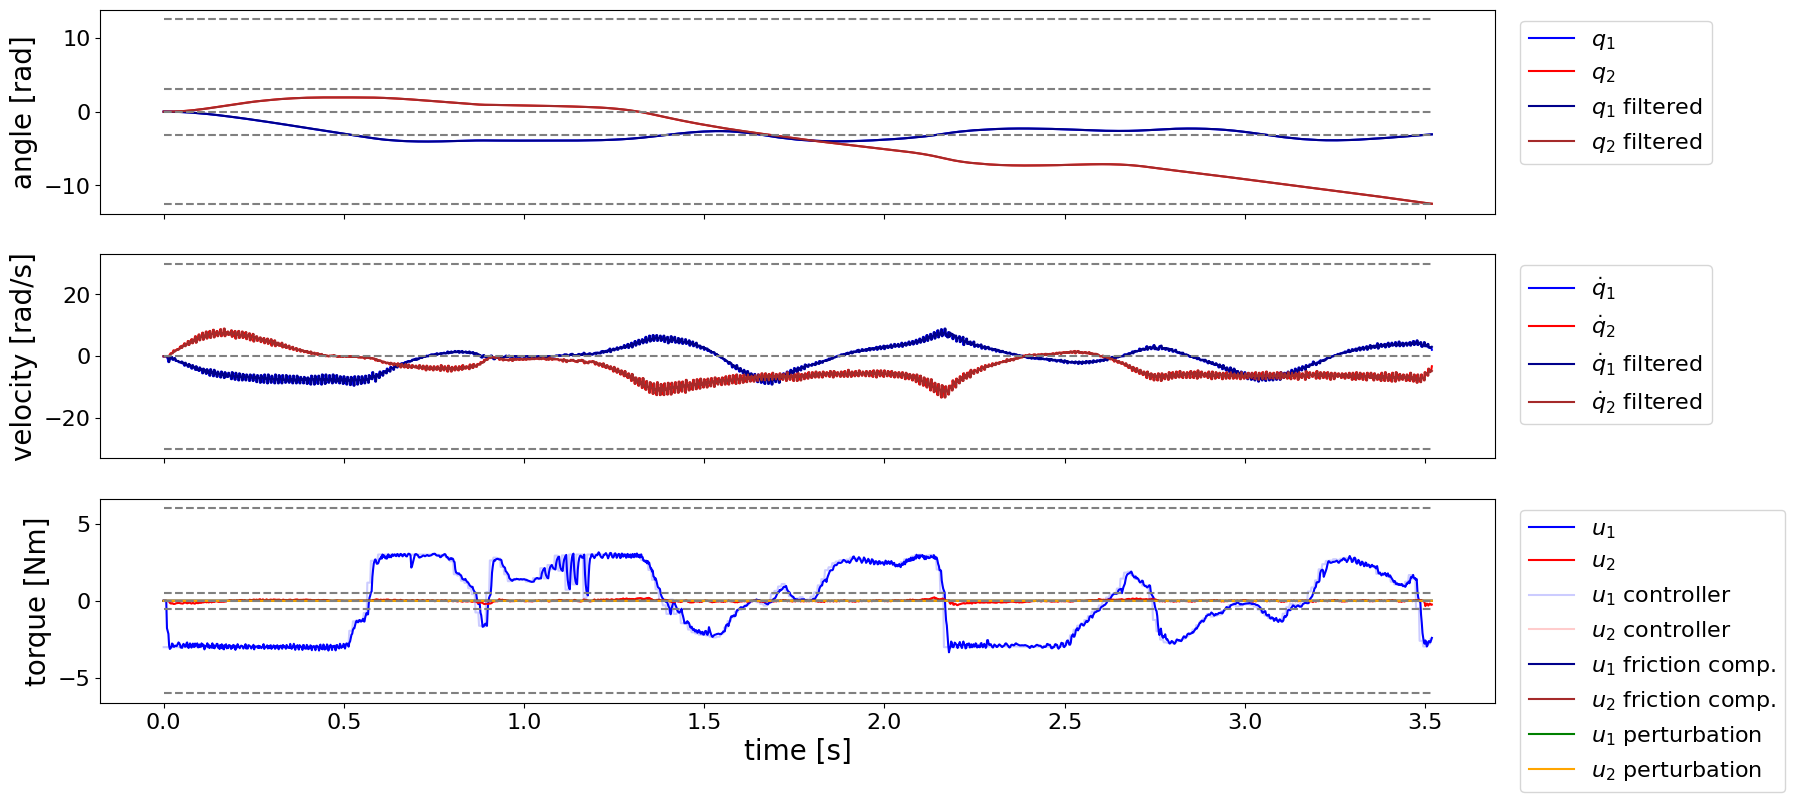 angle [rad]
10
0
−10
q₁
q₂
q₁ filtered
q₂ filtered
velocity [rad/s]
20
0
−20
q̇₁
q̇₂
q̇₁ filtered
q̇₂ filtered
torque [Nm]
5
0
−5
0.0 0.5 1.0 1.5 2.0 2.5 3.0 3.5
time [s]
u₁
u₂
u₁ controller
u₂ controller
u₁ friction comp.
u₂ friction comp.
u₁ perturbation
u₂ perturbation